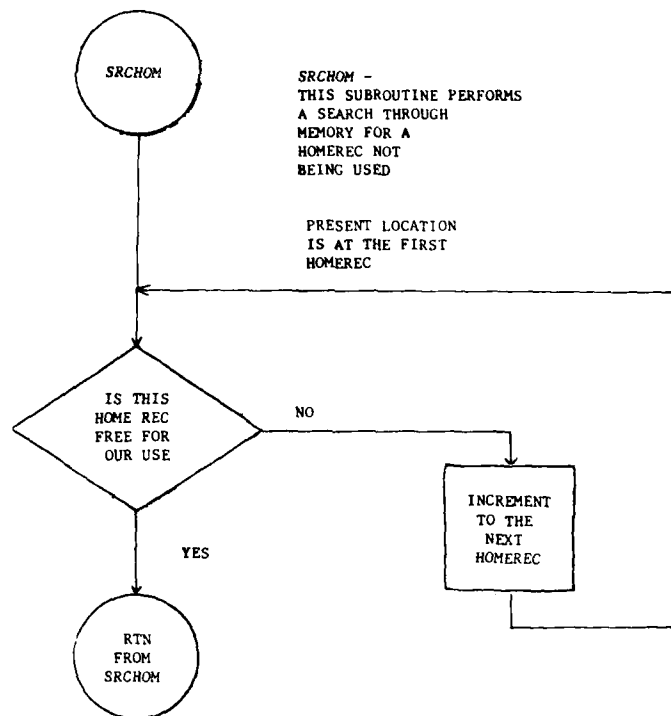 SRCHOM
SRCHOM -
THIS SUBROUTINE PERFORMS
A SEARCH THROUGH
MEMORY FOR A
HOMEREC NOT
BEING USED
PRESENT LOCATION
IS AT THE FIRST
HOMEREC
IS THIS
HOME REC
FREE FOR
OUR USE
NO
INCREMENT
TO THE
NEXT
HOMEREC
YES
RTN
FROM
SRCHOM